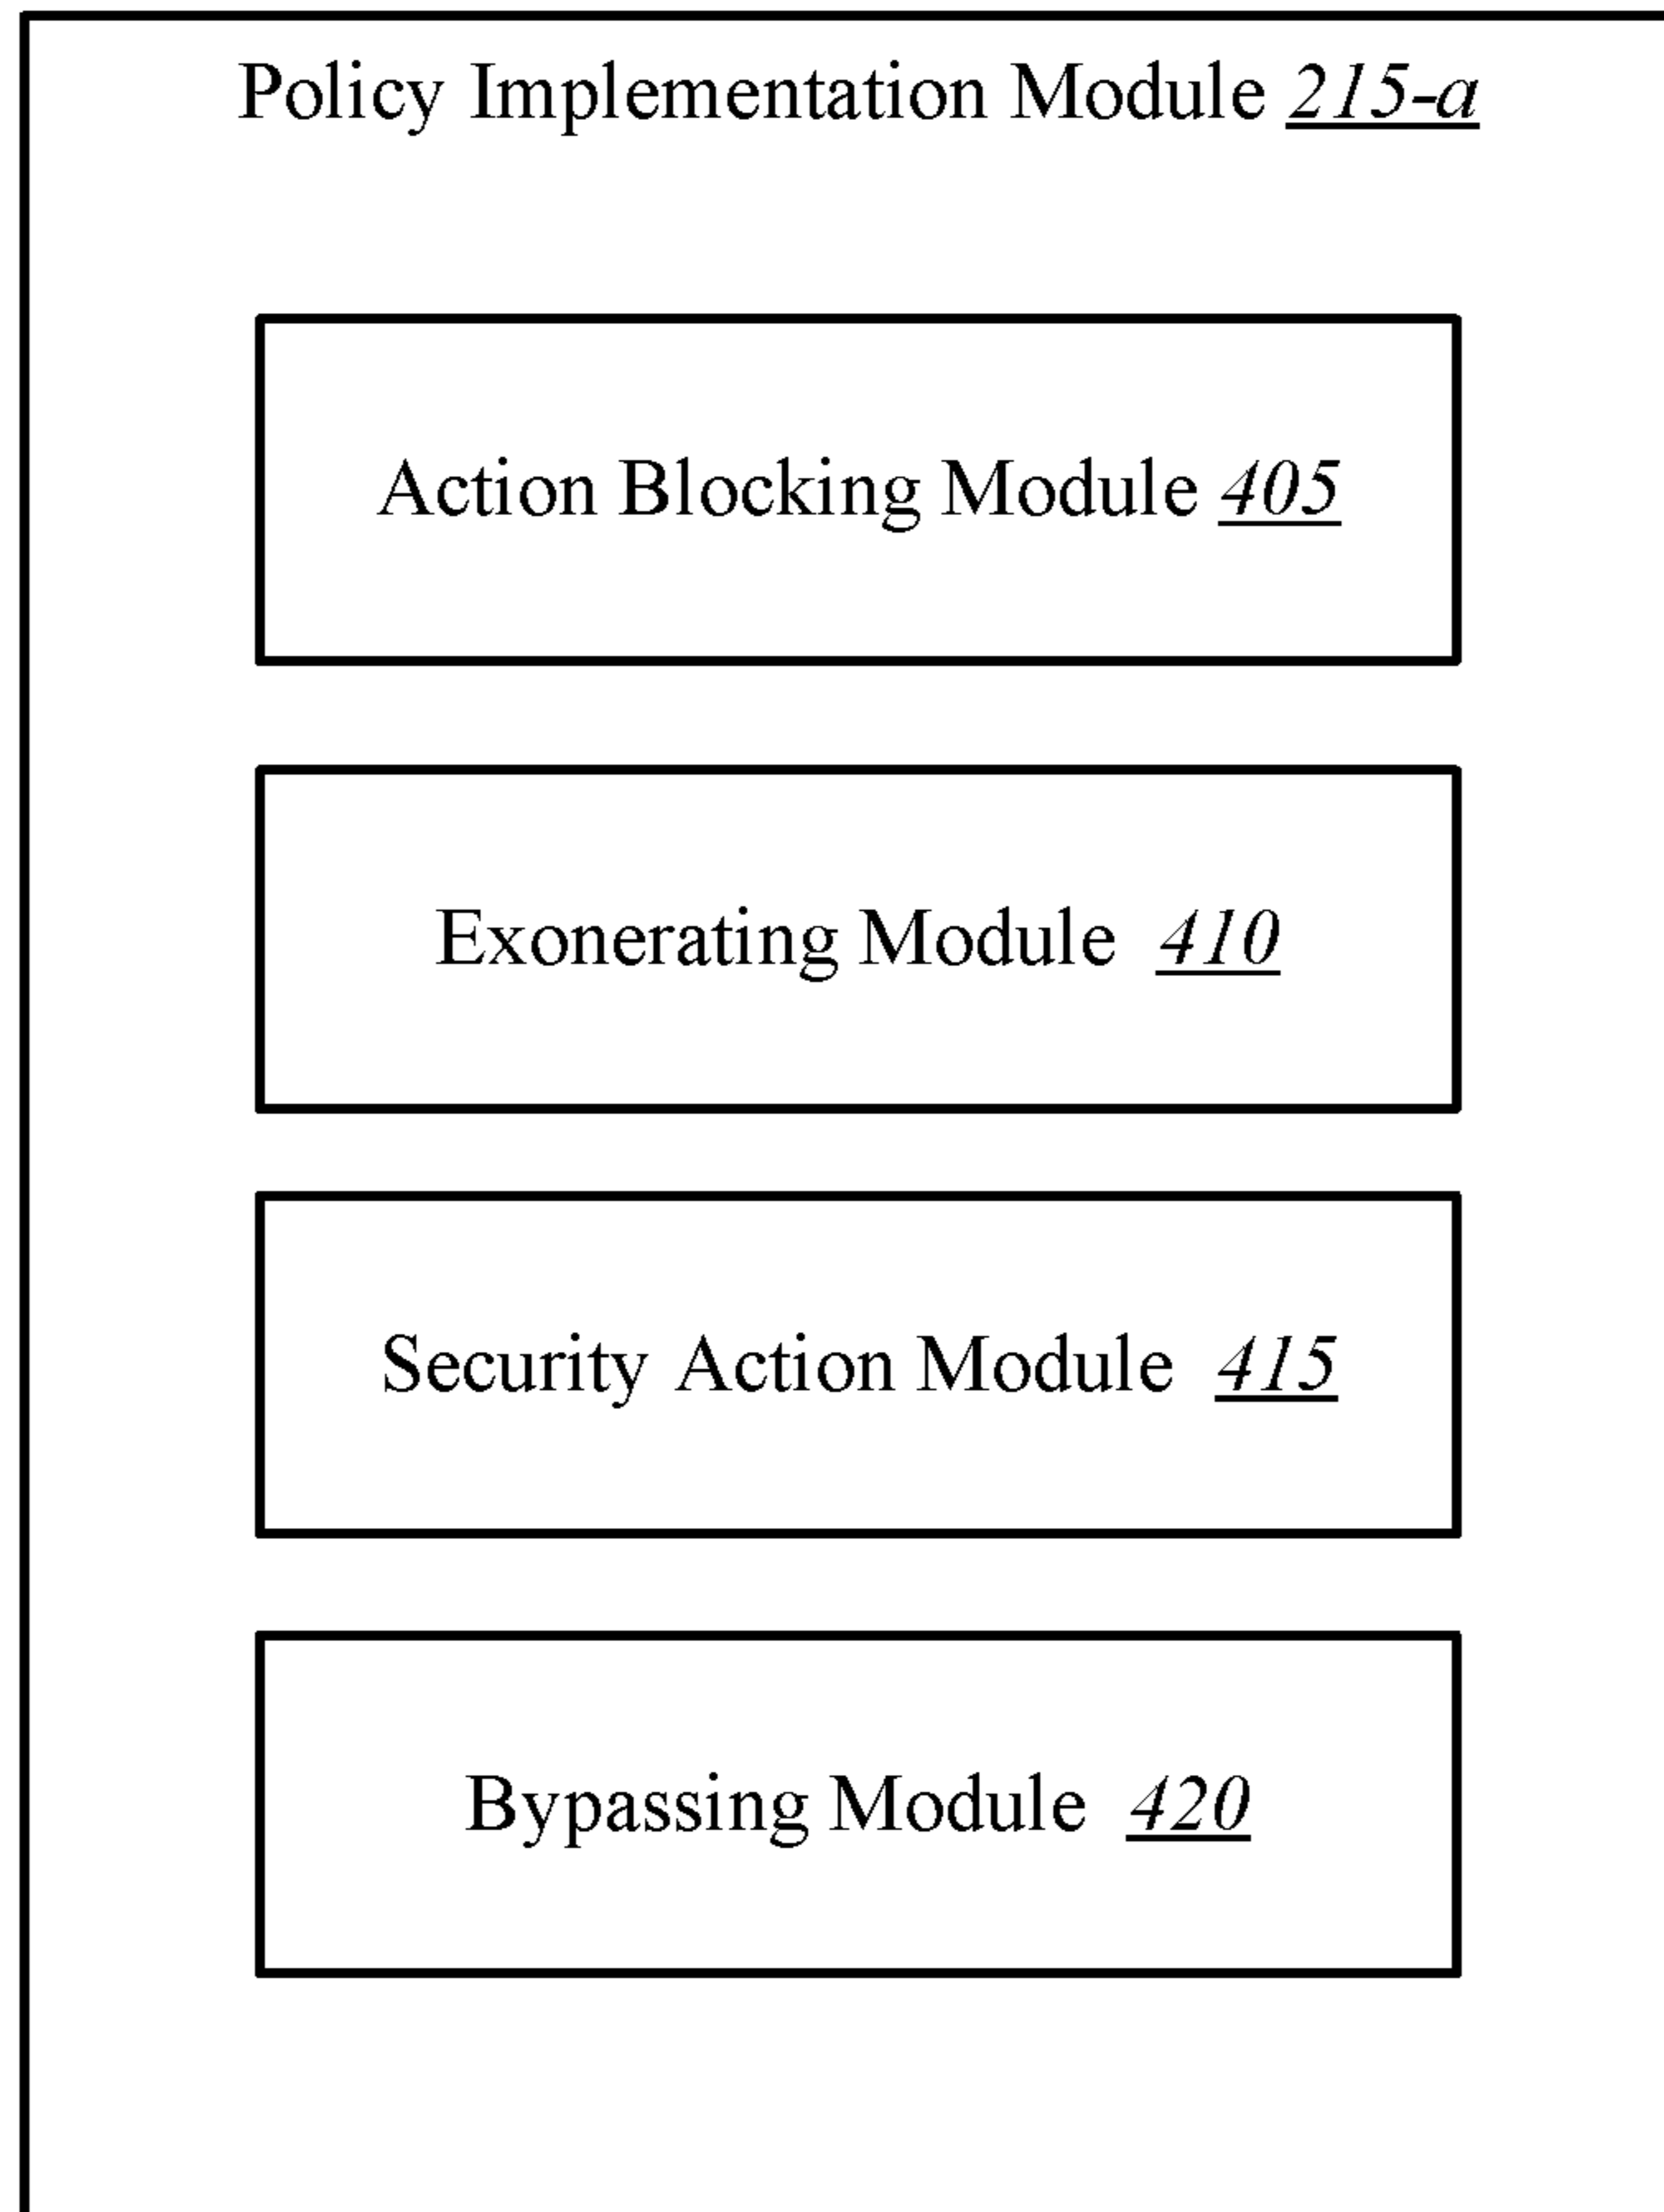 Policy Implementation Module 215-a
Action Blocking Module 405
Exonerating Module 410
Security Action Module 415
Bypassing Module 420